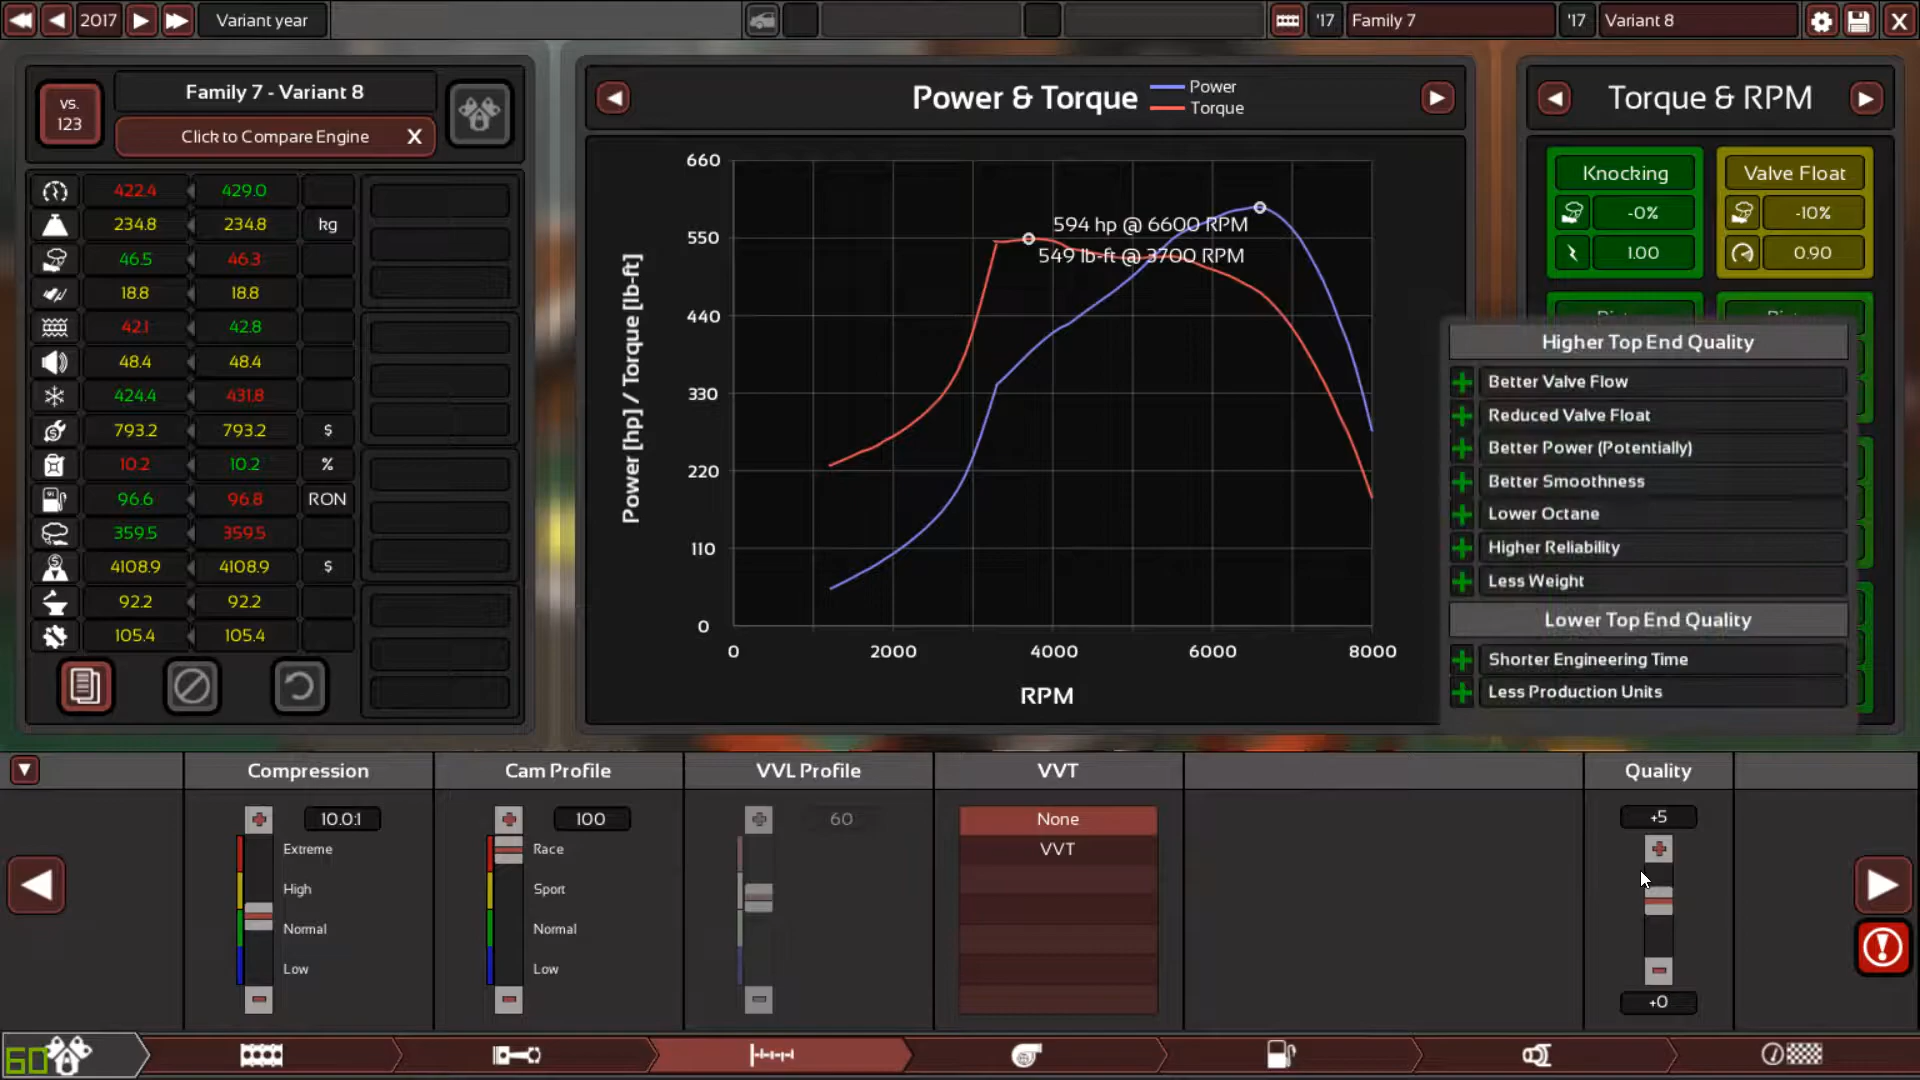 2017
Variant year
'17
Family 7
'17
Variant 8
vs.
123
Family 7 - Variant 8
Click to Compare Engine X
422.4 429.0
234.8 234.8 kg
46.5 46.3
18.8 18.8
42.1 42.8
48.4 48.4
424.4 431.8
793.2 793.2 $
10.2 10.2 %
96.6 96.8 RON
359.5 359.5
4108.9 4108.9 $
92.2 92.2
105.4 105.4
Power & Torque
Power
Torque
660
550
440
330
220
110
0
Power [hp] / Torque [lb-ft]
594 hp @ 6600 RPM
549 lb-ft @ 3700 RPM
0 2000 4000 6000 8000
RPM
Torque & RPM
Knocking
-0%
1.00
Valve Float
-10%
0.90
Higher Top End Quality
Better Valve Flow
Reduced Valve Float
Better Power (Potentially)
Better Smoothness
Lower Octane
Higher Reliability
Less Weight
Lower Top End Quality
Shorter Engineering Time
Less Production Units
Compression
10.0:1
Extreme
High
Normal
Low
Cam Profile
100
Race
Sport
Normal
Low
VVL Profile
60
VVT
None
VVT
Quality
+5
+0
60